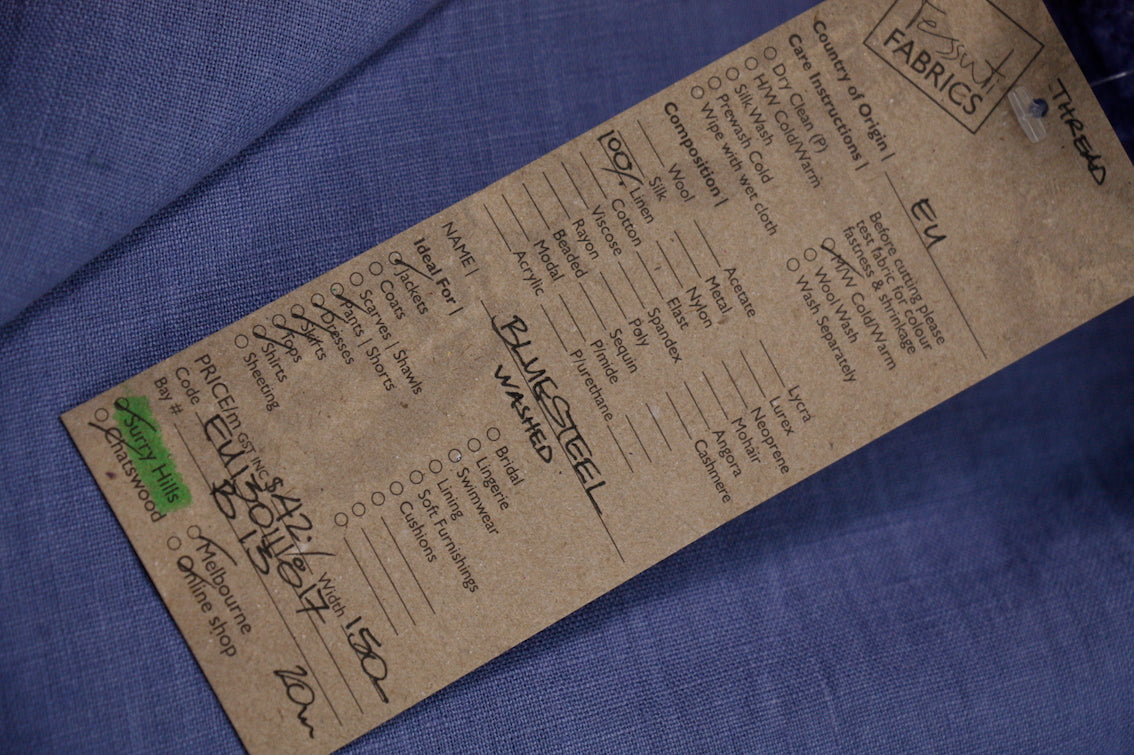 THREAD
Tessuti
FABRICS
Country of Origin | EU
Care Instructions |
Dry Clean (P)
H/W Cold/Warm
Silk Wash
Prewash Cold
Wipe with wet cloth
Before cutting please
test fabric for colour
fastness & shrinkage
H/W Cold/Warm
Wool Wash
Wash Separately
Composition |
Wool
Silk
100% Linen
Cotton
Viscose
Rayon
Beaded
Modal
Acrylic
Acetate
Metal
Nylon
Elast
Spandex
Poly
Sequin
P/mide
P/urethane
Lycra
Lurex
Neoprene
Mohair
Angora
Cashmere
NAME | BLUESTEEL
WASHED
Ideal For |
Jackets
Coats
Scarves | Shawls
Pants | Shorts
Dresses
Skirts
Tops
Shirts
Sheeting
Bridal
Lingerie
Swimwear
Lining
Soft Furnishings
Cushions
PRICE/m GST INC $42.- Width 150
Code
Bay # B 13
Surry Hills
Chatswood
Melbourne
Online shop
20m